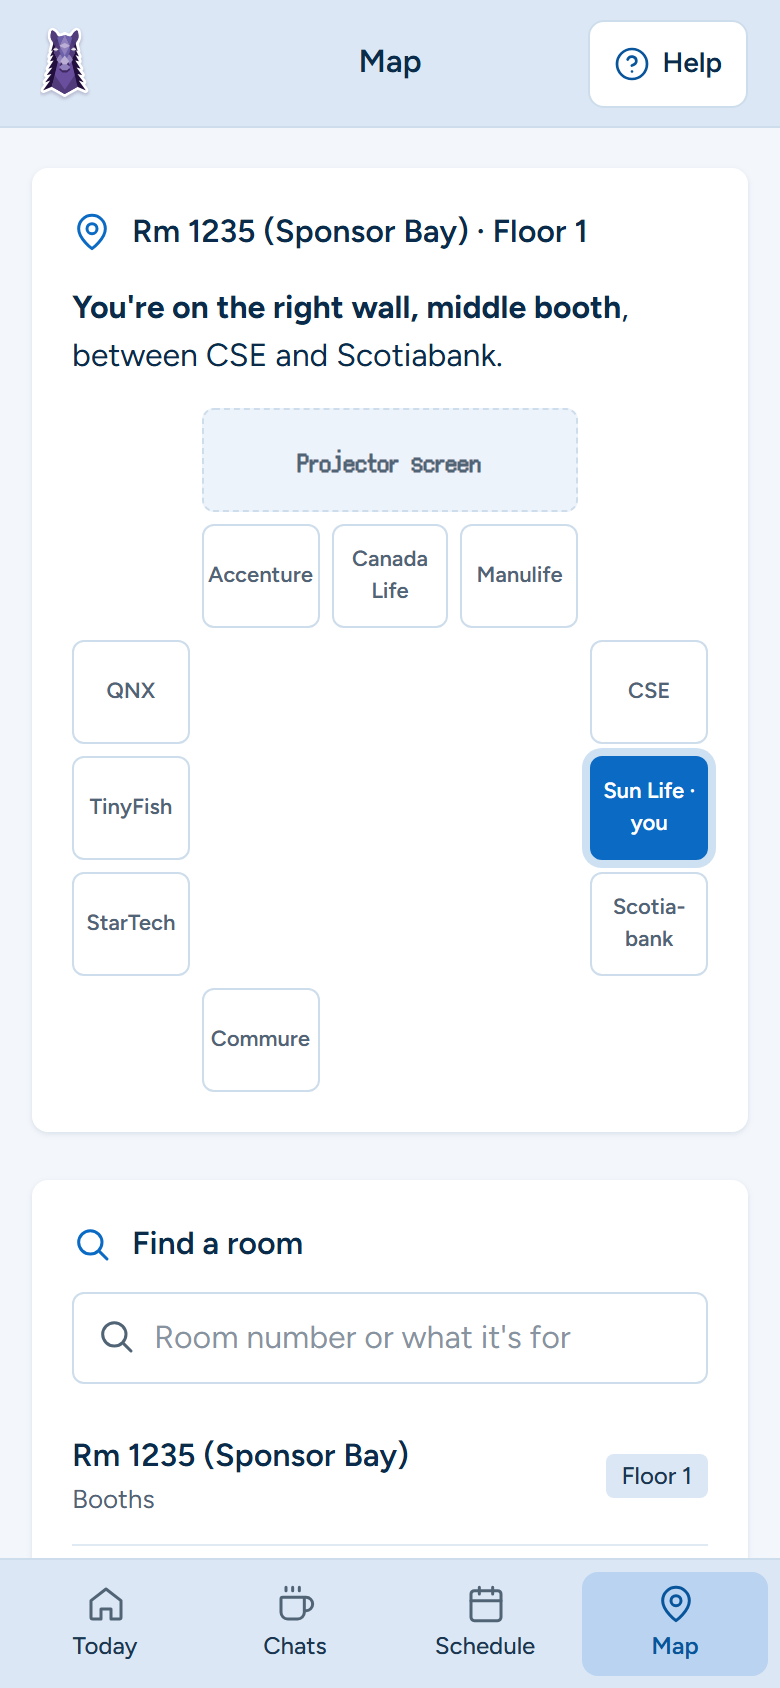 Map
Help
Rm 1235 (Sponsor Bay) · Floor 1
You're on the right wall, middle booth,
between CSE and Scotiabank.
Projector screen
Accenture
Canada
Life
Manulife
QNX
CSE
TinyFish
Sun Life ·
you
StarTech
Scotia-
bank
Commure
Find a room
Room number or what it's for
Rm 1235 (Sponsor Bay)
Booths
Floor 1
Today
Chats
Schedule
Map